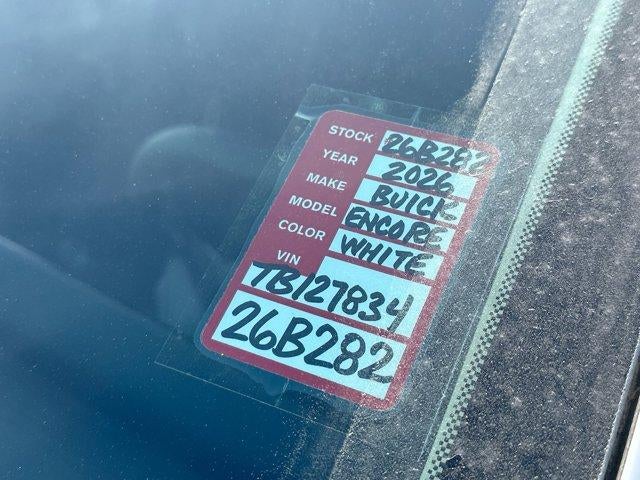 STOCK 26B282
YEAR 2026
MAKE BUICK
MODEL ENCORE
COLOR WHITE
VIN
TB127834
26B282